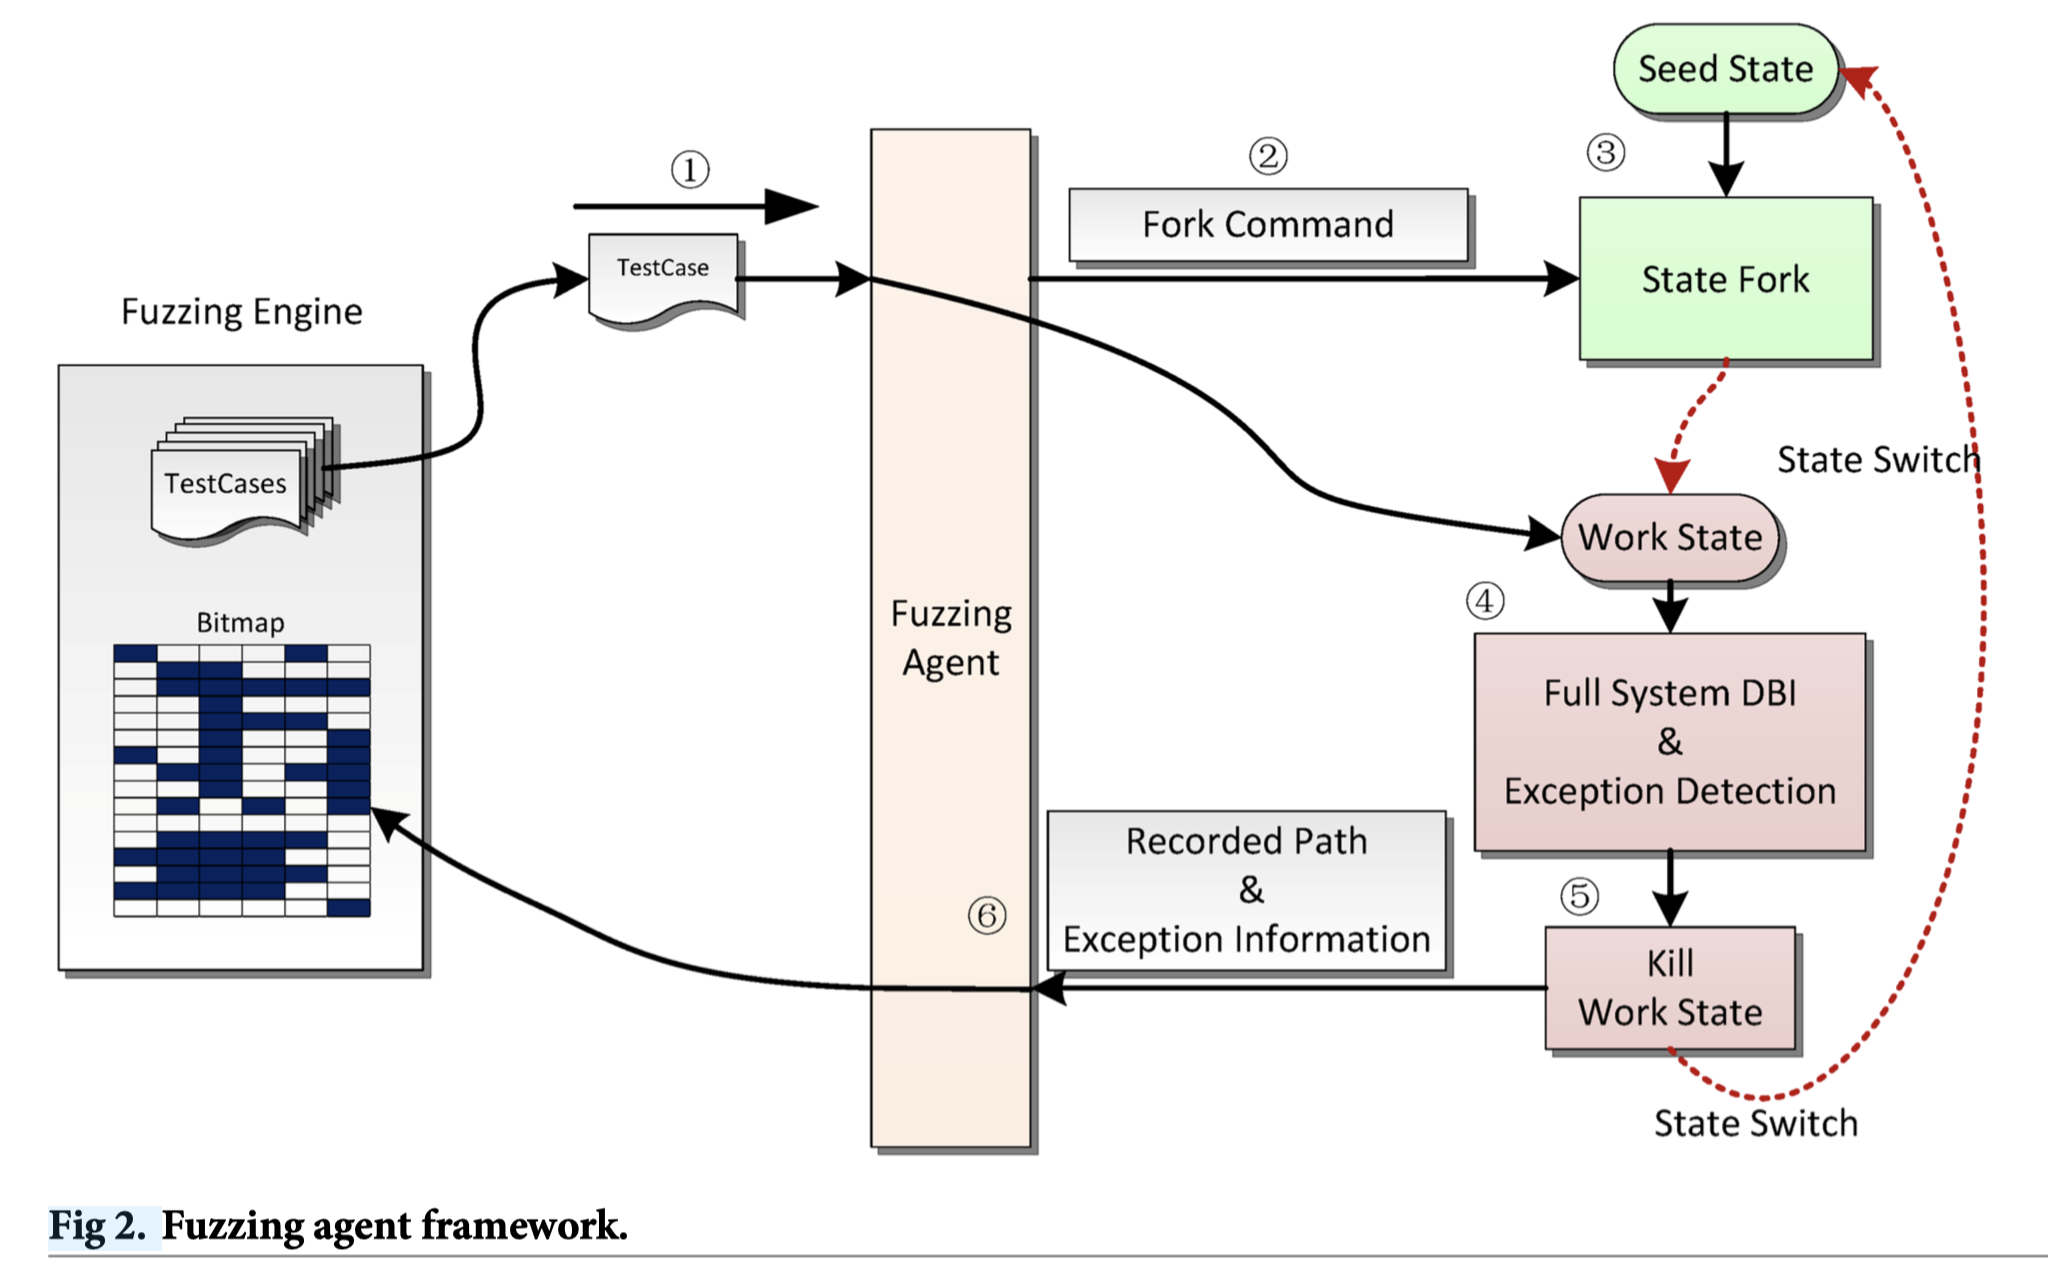 Seed State
①
②
③
Fork Command
State Fork
TestCase
Fuzzing Engine
State Switch
TestCases
Work State
④
Fuzzing
Agent
Bitmap
Full System DBI
&
Exception Detection
Recorded Path
&
Exception Information
⑤
⑥
Kill
Work State
State Switch
Fig 2. Fuzzing agent framework.